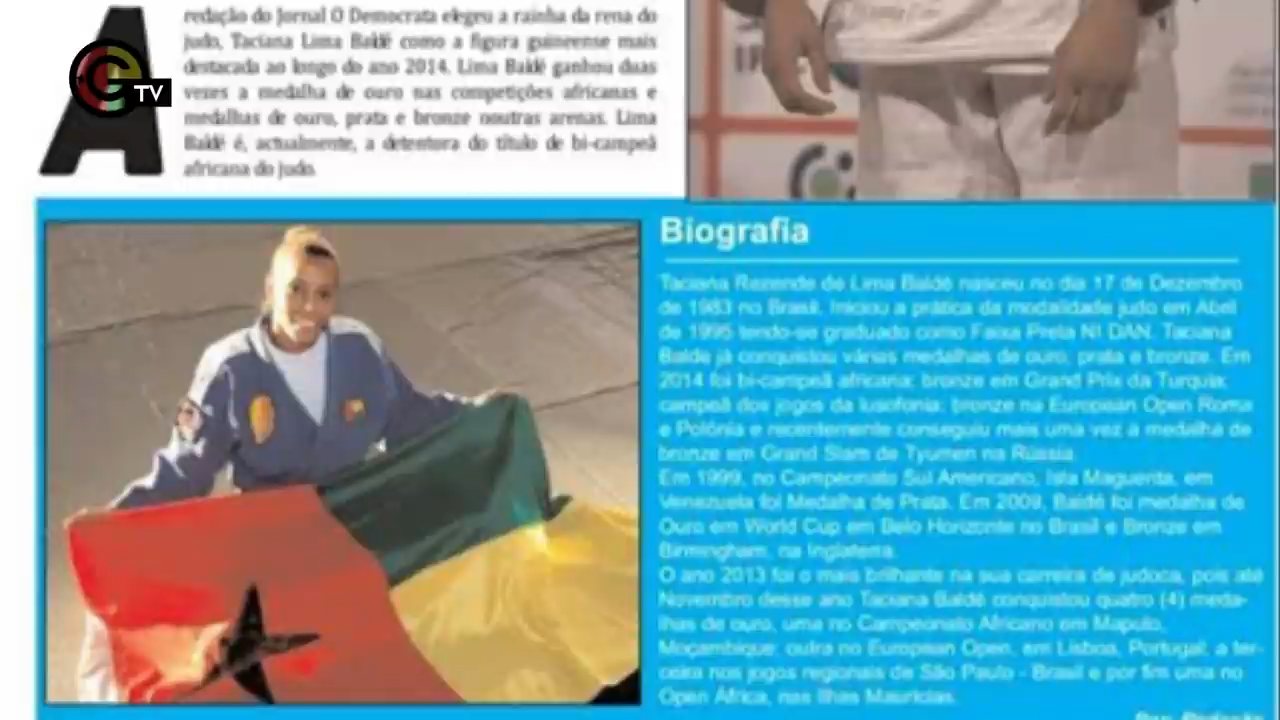 A
redação do Jornal O Democrata elegeu a rainha da rena do
judo, Taciana Lima Baldé como a figura guineense mais
destacada ao longo do ano 2014. Lima Baldé ganhou duas
vezes a medalha de ouro nas competições africanas e
medalhas de ouro, prata e bronze noutras arenas. Lima
Baldé é, actualmente, a detentora do título de bi-campeã
africana do judo.
TV
Biografia
Taciana Rezende de Lima Baldé nasceu no dia 17 de Dezembro
de 1983 no Brasil. Iniciou a prática da modalidade judo em Abel
de 1995 tendo-se graduado como Faixa Preta NI DAN. Taciana
Balde já conquistou várias medalhas de ouro, prata e bronze. Em
2014 foi bi-campeã africana; bronze em Grand Prix da Turquia;
campeã dos jogos da lusofonia; bronze na European Open Roma
e Polónia e recentemente conseguiu mais uma vez a medalha de
bronze em Grand Slam de Tyumen na Rússia.
Em 1999, no Campeonato Sul Americano, Isla Maguerita, em
Venezuela foi Medalha de Prata. Em 2009, Baldé foi medalha de
Ouro em World Cup em Belo Horizonte no Brasil e Bronze em
Birmingham, na Inglaterra.
O ano 2013 foi o mais brilhante na sua carreira de judoca, pois até
Novembro desse ano Taciana Baldé conquistou quatro (4) meda-
lhas de ouro, uma no Campeonato Africano em Maputo,
Moçambique; outra no European Open, em Lisboa, Portugal, a ter-
ceira nos jogos regionais de São Paulo - Brasil e por fim uma no
Open África, nas Ilhas Maurícias.